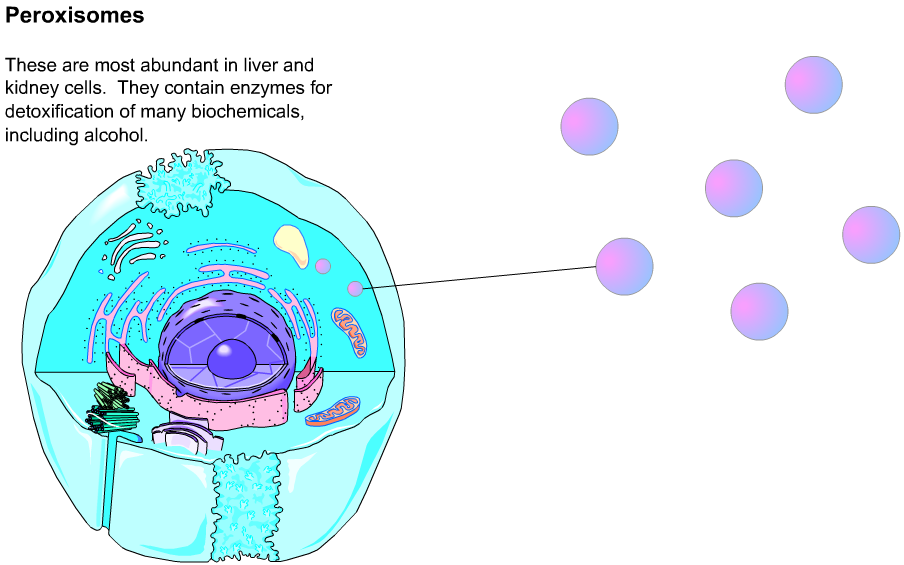 Peroxisomes
These are most abundant in liver and
kidney cells.  They contain enzymes for
detoxification of many biochemicals,
including alcohol.